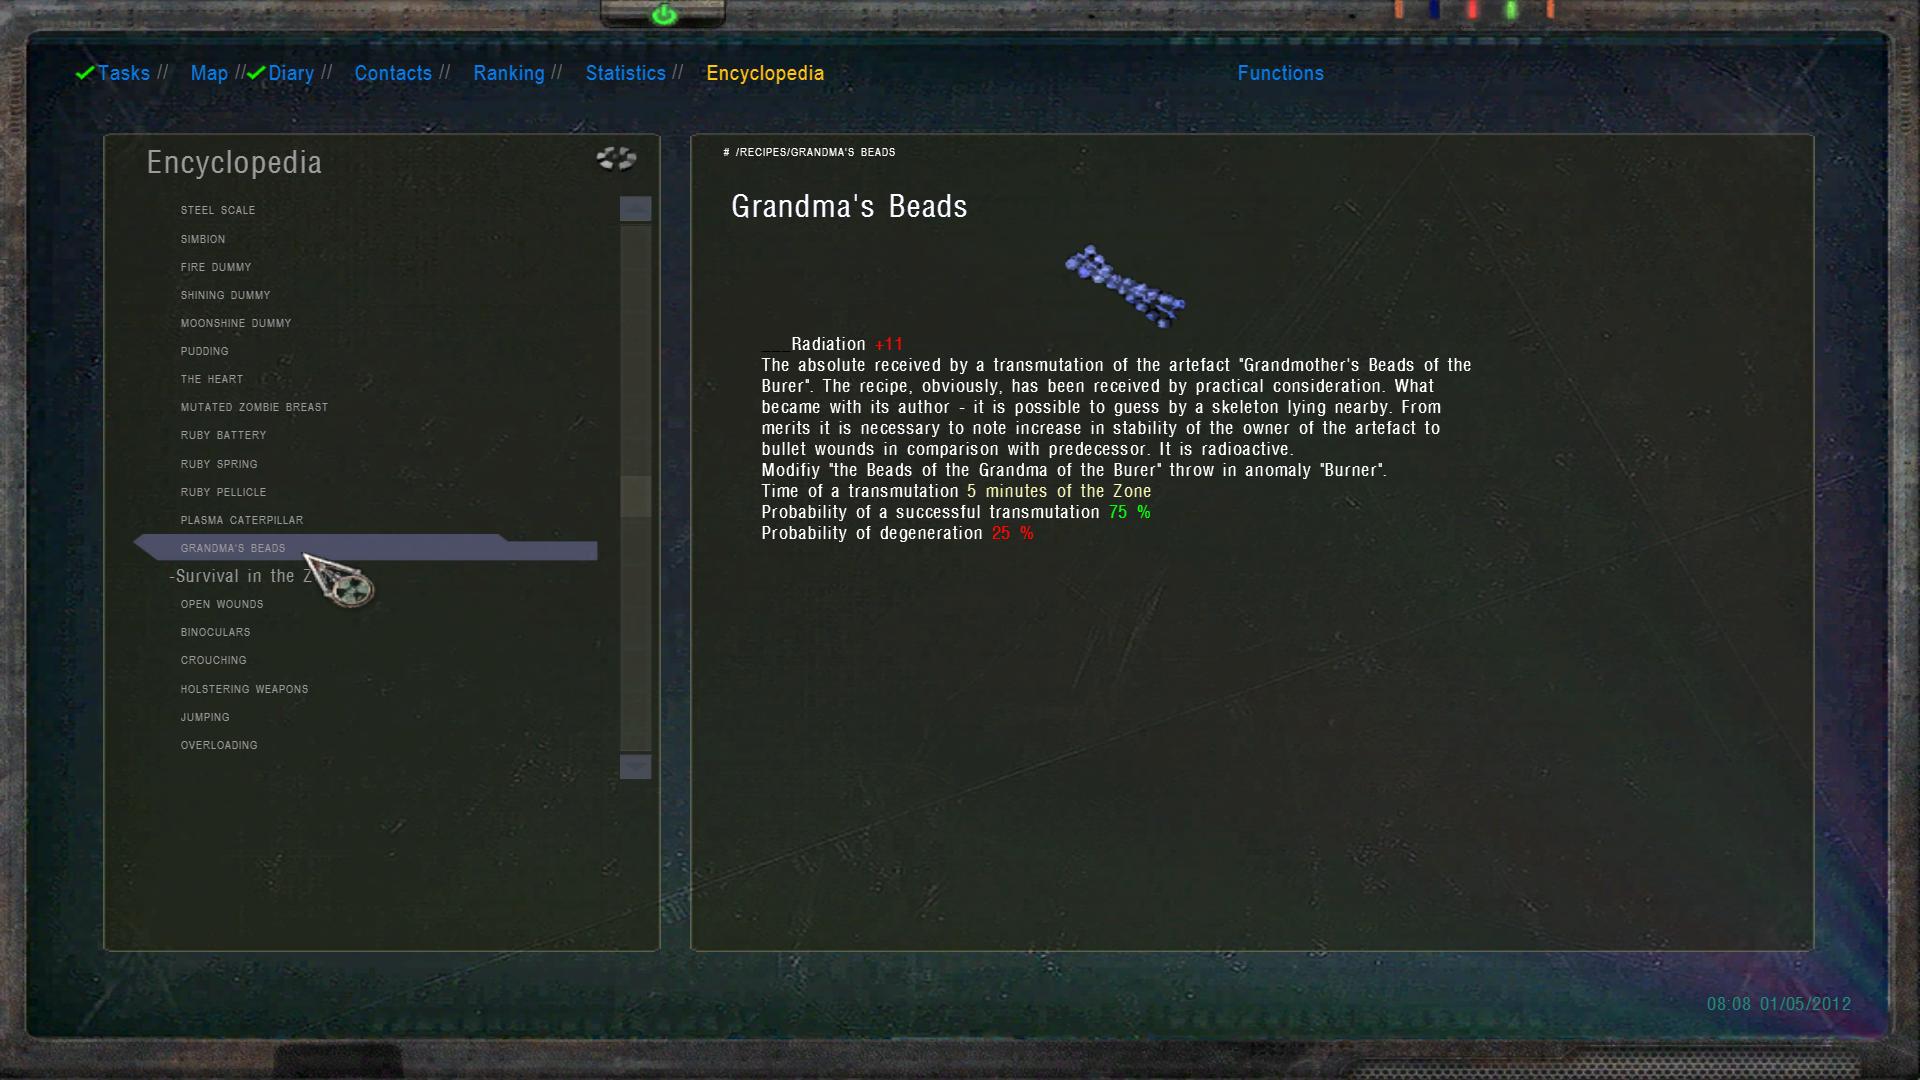 Tasks // Map // Diary // Contacts // Ranking // Statistics // Encyclopedia Functions
Encyclopedia
STEEL SCALE
SIMBION
FIRE DUMMY
SHINING DUMMY
MOONSHINE DUMMY
PUDDING
THE HEART
MUTATED ZOMBIE BREAST
RUBY BATTERY
RUBY SPRING
RUBY PELLICLE
PLASMA CATERPILLAR
GRANDMA'S BEADS
-Survival in the Z
OPEN WOUNDS
BINOCULARS
CROUCHING
HOLSTERING WEAPONS
JUMPING
OVERLOADING
# /RECIPES/GRANDMA'S BEADS
Grandma's Beads
___Radiation +11
The absolute received by a transmutation of the artefact "Grandmother's Beads of the
Burer". The recipe, obviously, has been received by practical consideration. What
became with its author - it is possible to guess by a skeleton lying nearby. From
merits it is necessary to note increase in stability of the owner of the artefact to
bullet wounds in comparison with predecessor. It is radioactive.
Modifiy "the Beads of the Grandma of the Burer" throw in anomaly "Burner".
Time of a transmutation 5 minutes of the Zone
Probability of a successful transmutation 75 %
Probability of degeneration 25 %
08:08 01/05/2012